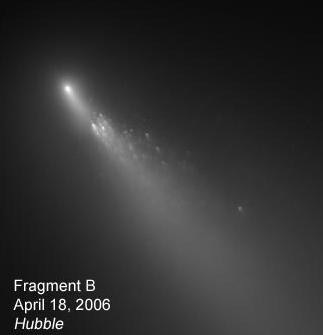 Fragment B
April 18, 2006
Hubble